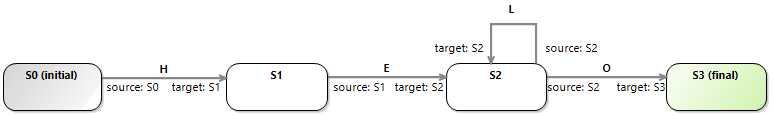 L
target: S2 source: S2
S0 (initial) H S1 E S2 O S3 (final)
source: S0 target: S1 source: S1 target: S2 source: S2 target: S3